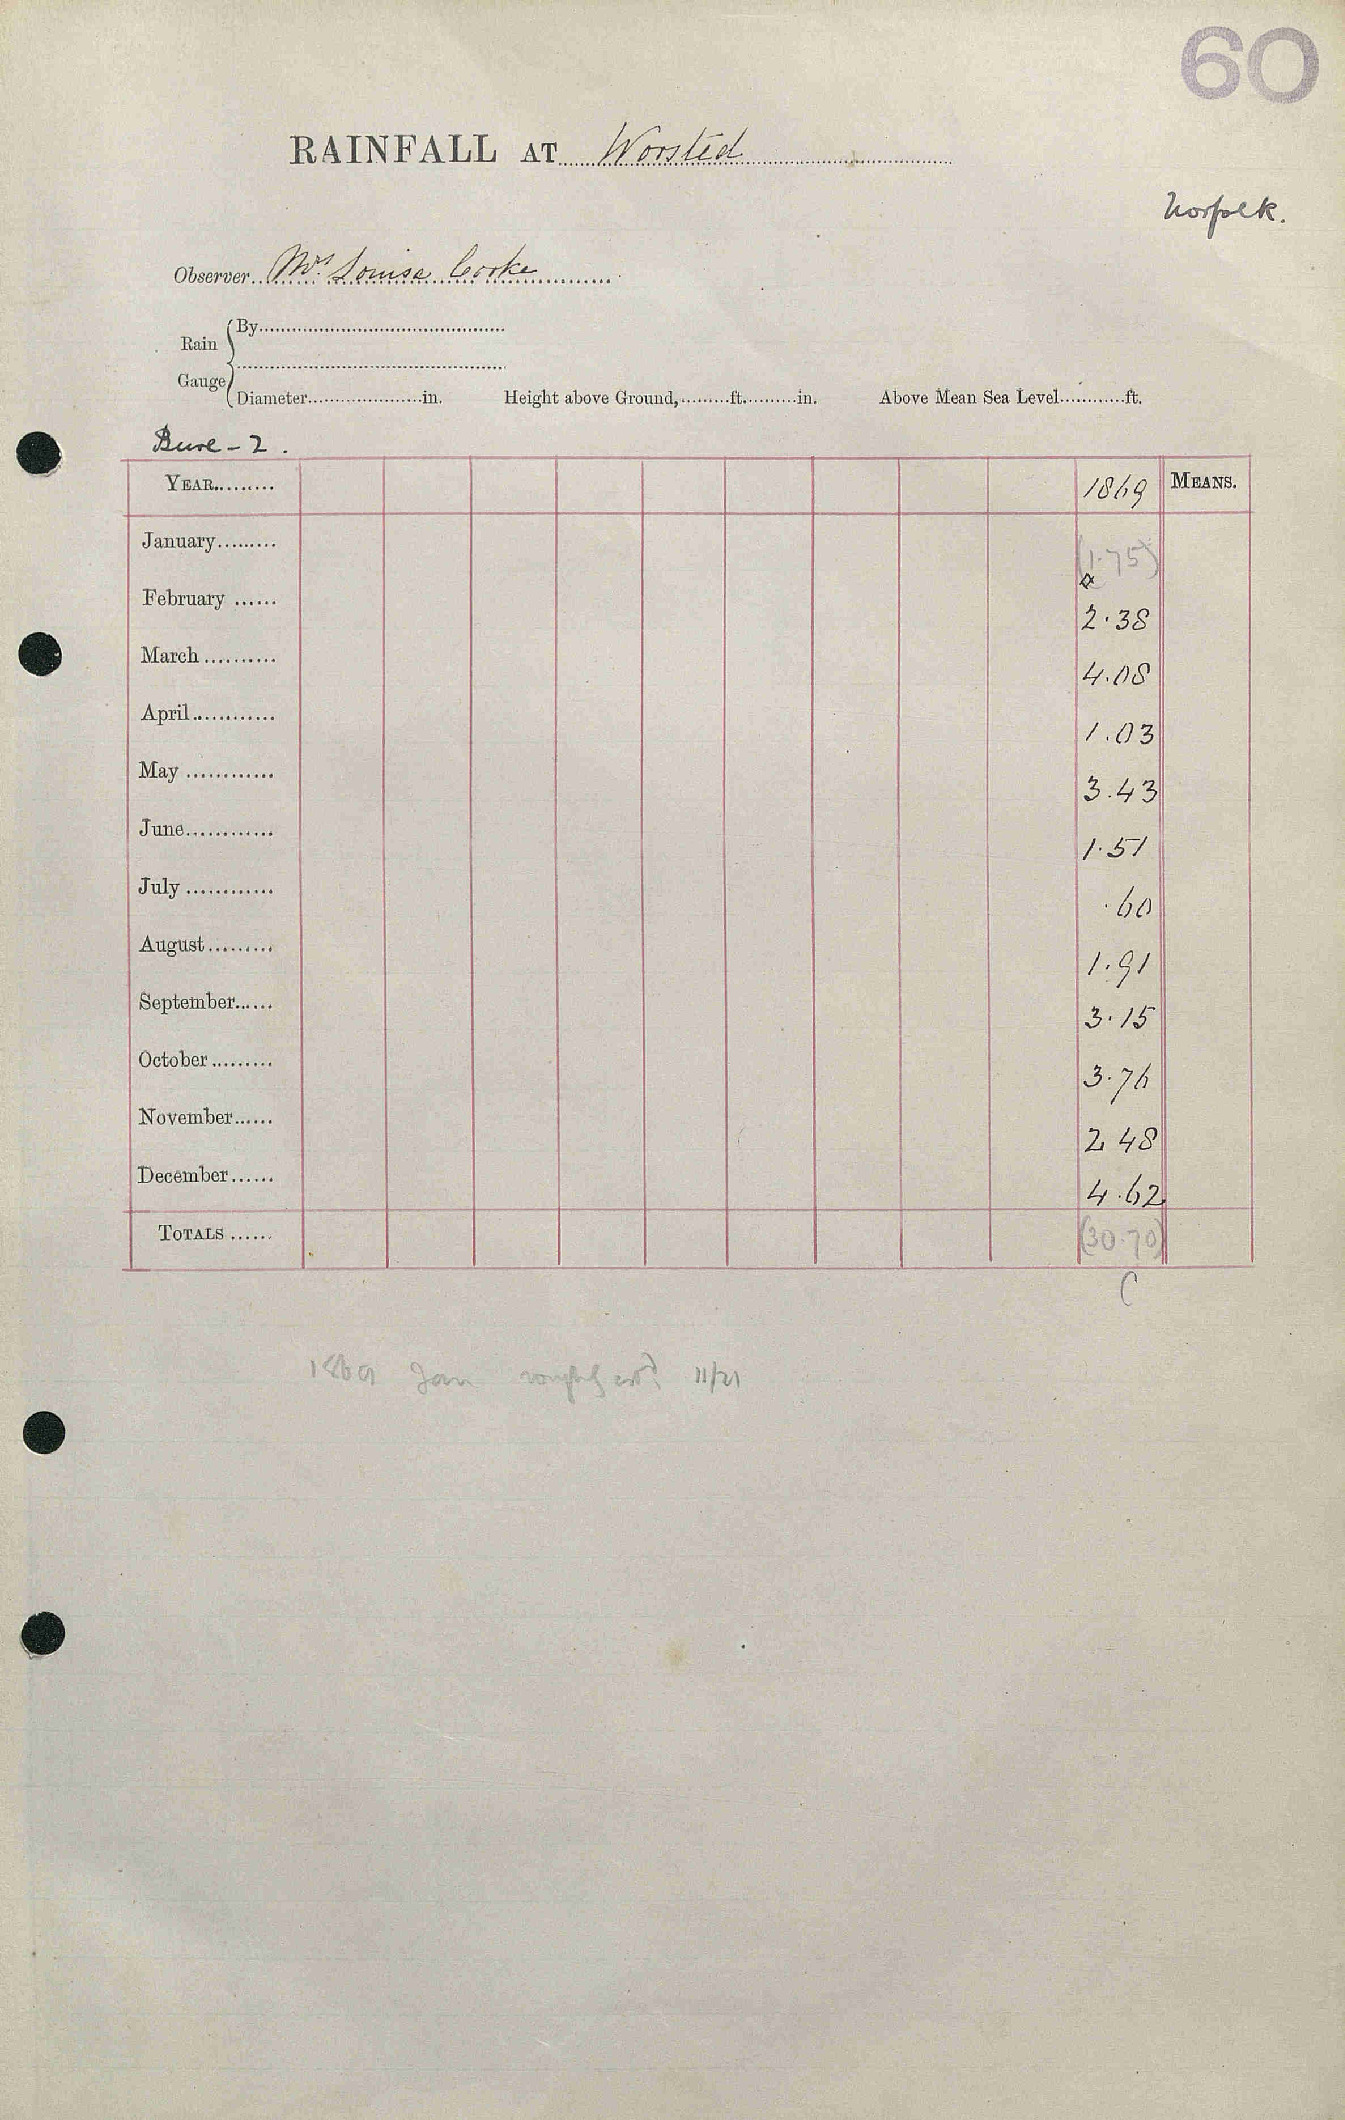 60
RAINFALL AT Worsted
Norfolk.
Observer Mrs. Louisa Cooke
Rain Gauge
By
Diameter in. Height above Ground, ft. in. Above Mean Sea Level ft.
Bure - 2.
YEAR 1869 MEANS.
January (1.75)
February 2.38
March 4.08
April 1.03
May 3.43
June 1.51
July .60
August 1.91
September 3.15
October 3.76
November 2 48
December 4.62
TOTALS (30.70)
C
1869 Jan roughly estd. 11/21